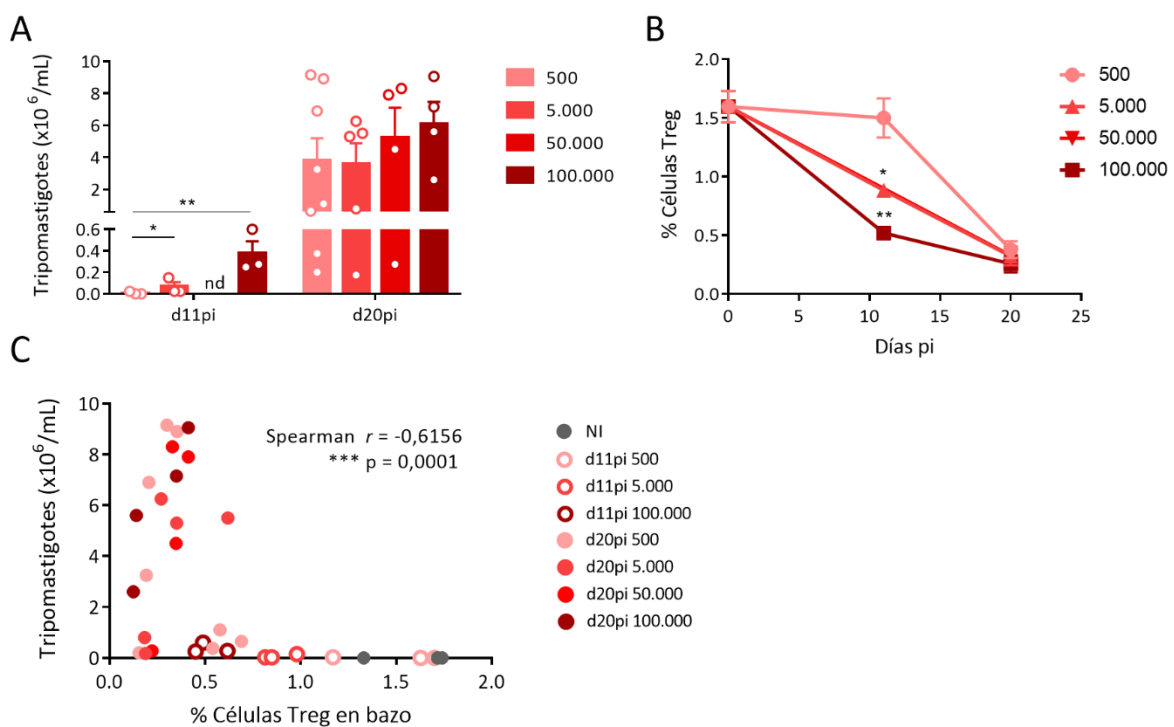 A
Tripomastigotes (x10 6/mL)
10
8
6
4
2
0.6
0.4
0.2
0.0
**
*
nd
d11pi
d20pi
500
5.000
50.000
100.000
B
% Células Treg
2.0
1.5
1.0
0.5
0.0
*
**
0
5
10
15
20
25
Días pi
500
5.000
50.000
100.000
C
Tripomastigotes (x10⁶/mL)
10
8
6
4
2
0
Spearman r = -0,6156
*** p = 0,0001
0.0
0.5
1.0
1.5
2.0
% Células Treg en bazo
NI
d11pi 500
d11pi 5.000
d11pi 100.000
d20pi 500
d20pi 5.000
d20pi 50.000
d20pi 100.000